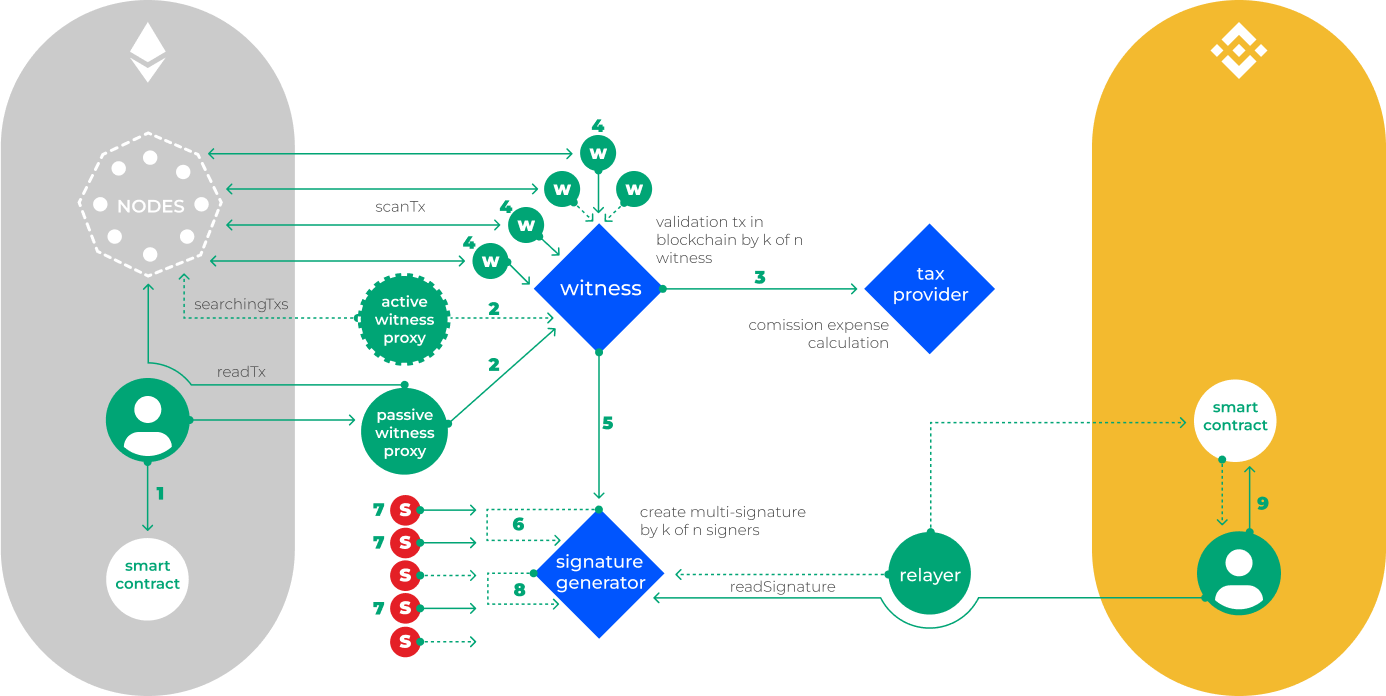 4
w
w
w
NODES
scanTx
4
w
validation tx in
blockchain by k of n
witness
4
w
witness
3
tax
provider
searchingTxs
active
witness
proxy
2
comission expense
calculation
readTx
2
passive
witness
proxy
5
smart
contract
1
9
7
S
6
create multi-signature
by k of n signers
7
S
smart
contract
S
signature
generator
8
relayer
readSignature
7
S
S